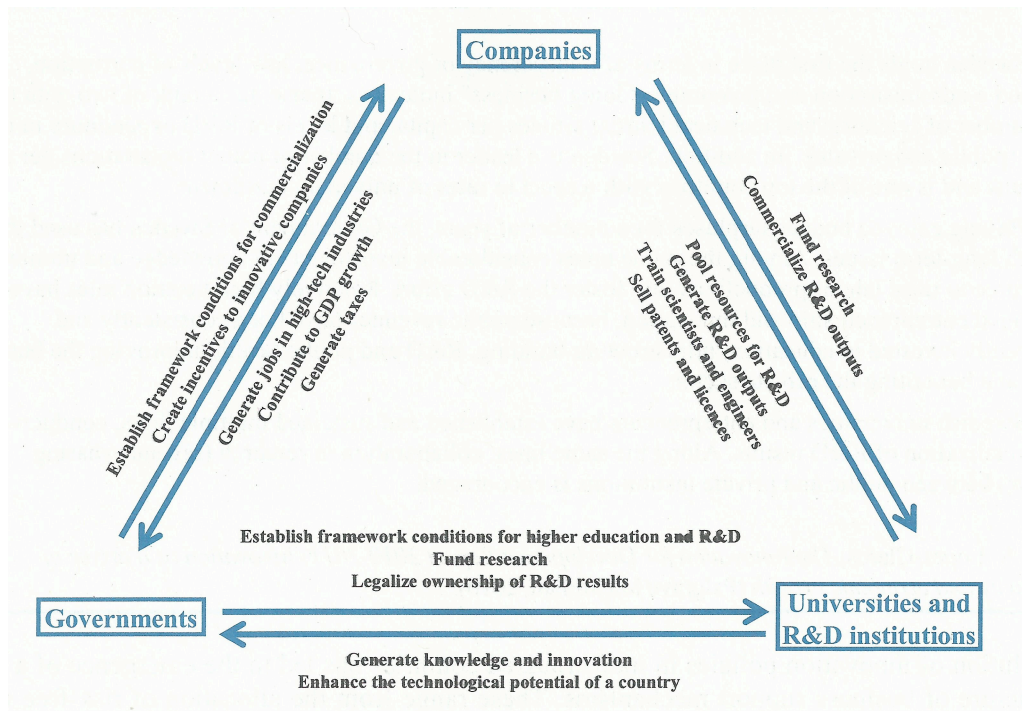 Companies
Establish framework conditions for commercialization
Create incentives to innovative companies
Generate jobs in high-tech industries
Contribute to GDP growth
Generate taxes
Fund research
Commercialize R&D outputs
Pool resources for R&D
Generate R&D outputs
Train scientists and engineers
Sell patents and licences
Establish framework conditions for higher education and R&D
Fund research
Legalize ownership of R&D results
Governments
Universities and
R&D institutions
Generate knowledge and innovation
Enhance the technological potential of a country